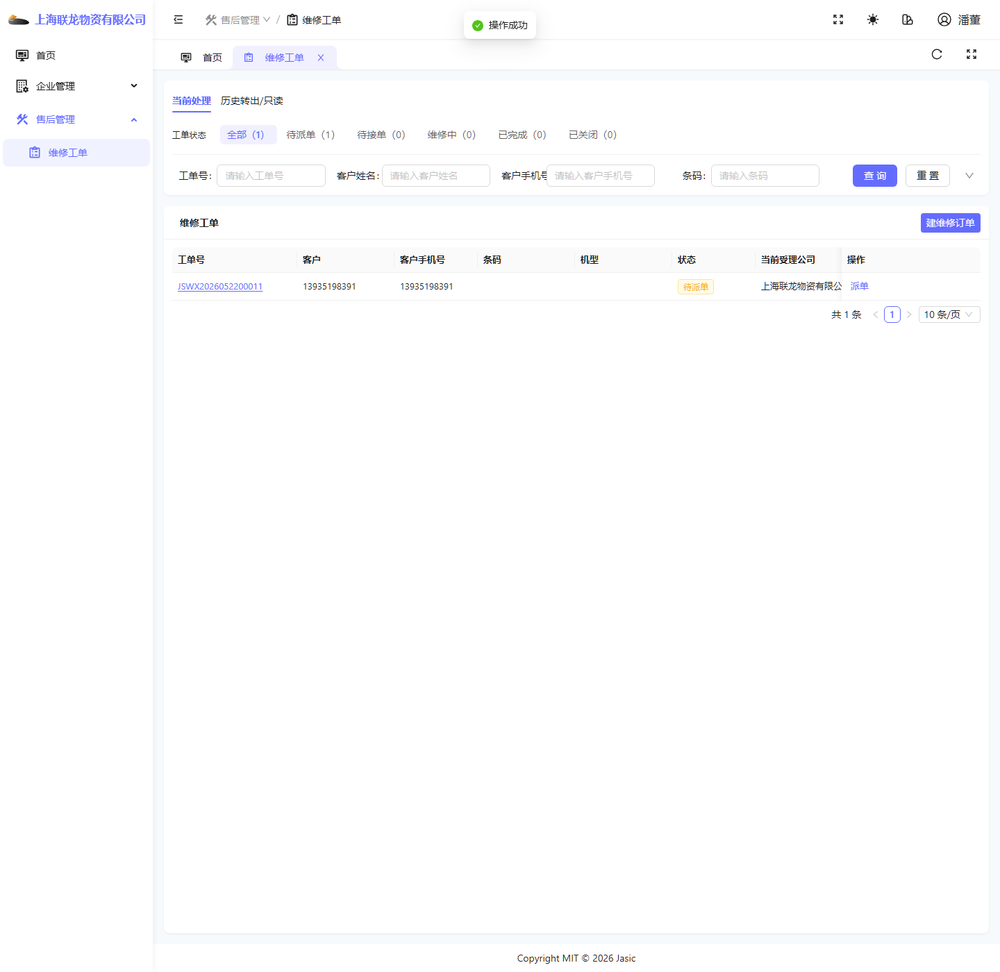 上海联龙物资有限公司
售后管理 / 维修工单
操作成功
潘董
首页
企业管理
售后管理
维修工单
首页
维修工单
当前处理 历史转出/只读
工单状态 全部（1） 待派单（1） 待接单（0） 维修中（0） 已完成（0） 已关闭（0）
工单号： 请输入工单号 客户姓名： 请输入客户姓名 客户手机号 请输入客户手机号 条码： 请输入条码 查 询 重 置
维修工单 建维修订单
工单号 客户 客户手机号 条码 机型 状态 当前受理公司 操作
JSWX2026052200011 13935198391 13935198391 待派单 上海联龙物资有限公 派单
共 1 条 1 10 条/页
Copyright MIT © 2026 Jasic